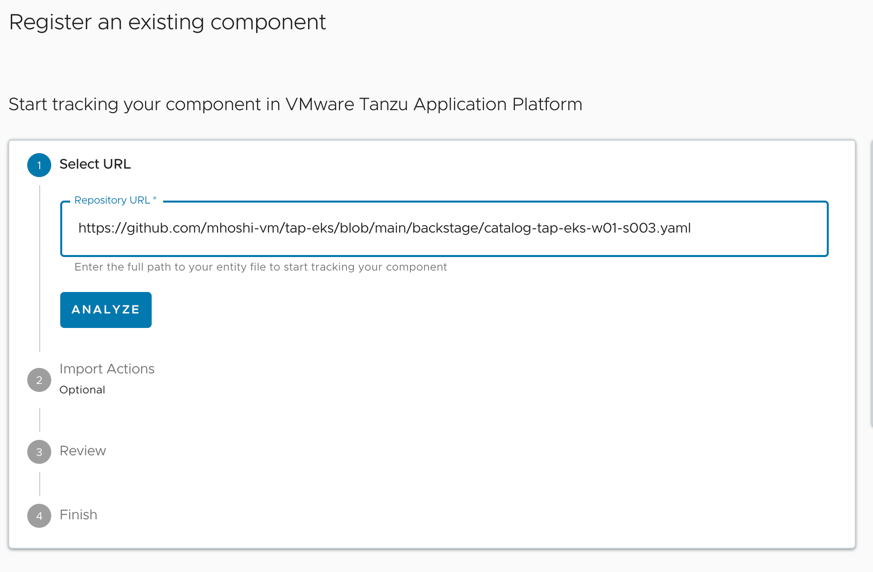 Register an existing component
Start tracking your component in VMware Tanzu Application Platform
1 Select URL
Repository URL *
https://github.com/mhoshi-vm/tap-eks/blob/main/backstage/catalog-tap-eks-w01-s003.yaml
Enter the full path to your entity file to start tracking your component
ANALYZE
2 Import Actions
Optional
3 Review
4 Finish